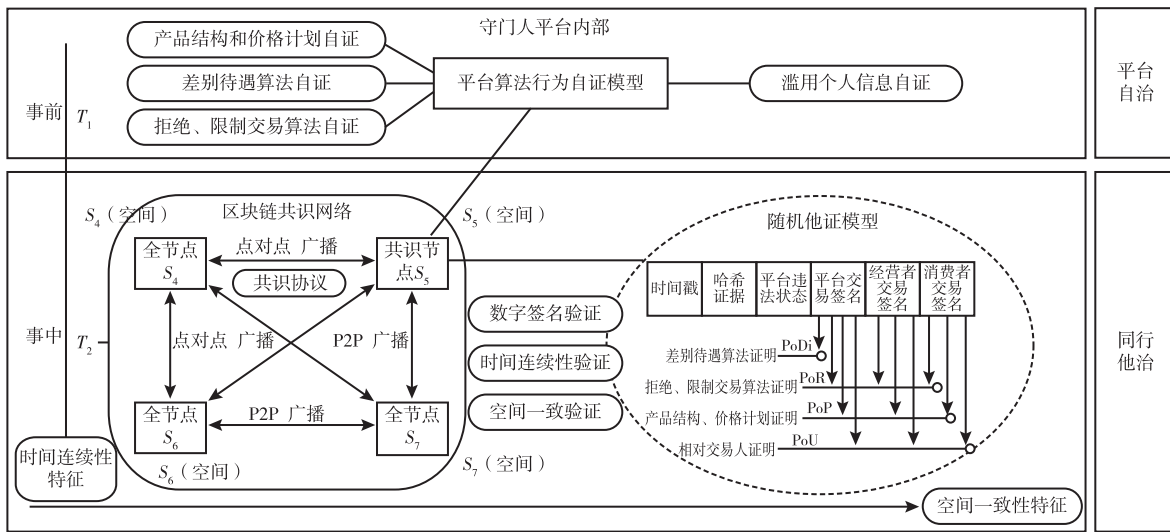 守门人平台内部
产品结构和价格计划自证
差别待遇算法自证
拒绝、限制交易算法自证
平台算法行为自证模型
滥用个人信息自证
平台
自治
事前
T1
S4（空间）
区块链共识网络
S5（空间）
全节点
S4
点对点 广播
共识节
点S5
共识协议
点对点 广播
P2P 广播
全节点
S6
P2P 广播
全节点
S7
S6（空间）
S7（空间）
事中
T2
时间连续性
特征
数字签名验证
时间连续性验证
空间一致验证
随机他证模型
时间戳
哈希
证据
平台违
法状态
平台交
易签名
经营者
交易
签名
消费者
交易
签名
差别待遇算法证明
PoDi
拒绝、限制交易算法证明
PoR
产品结构、价格计划证明
PoP
相对交易人证明
PoU
空间一致性特征
同行
他治